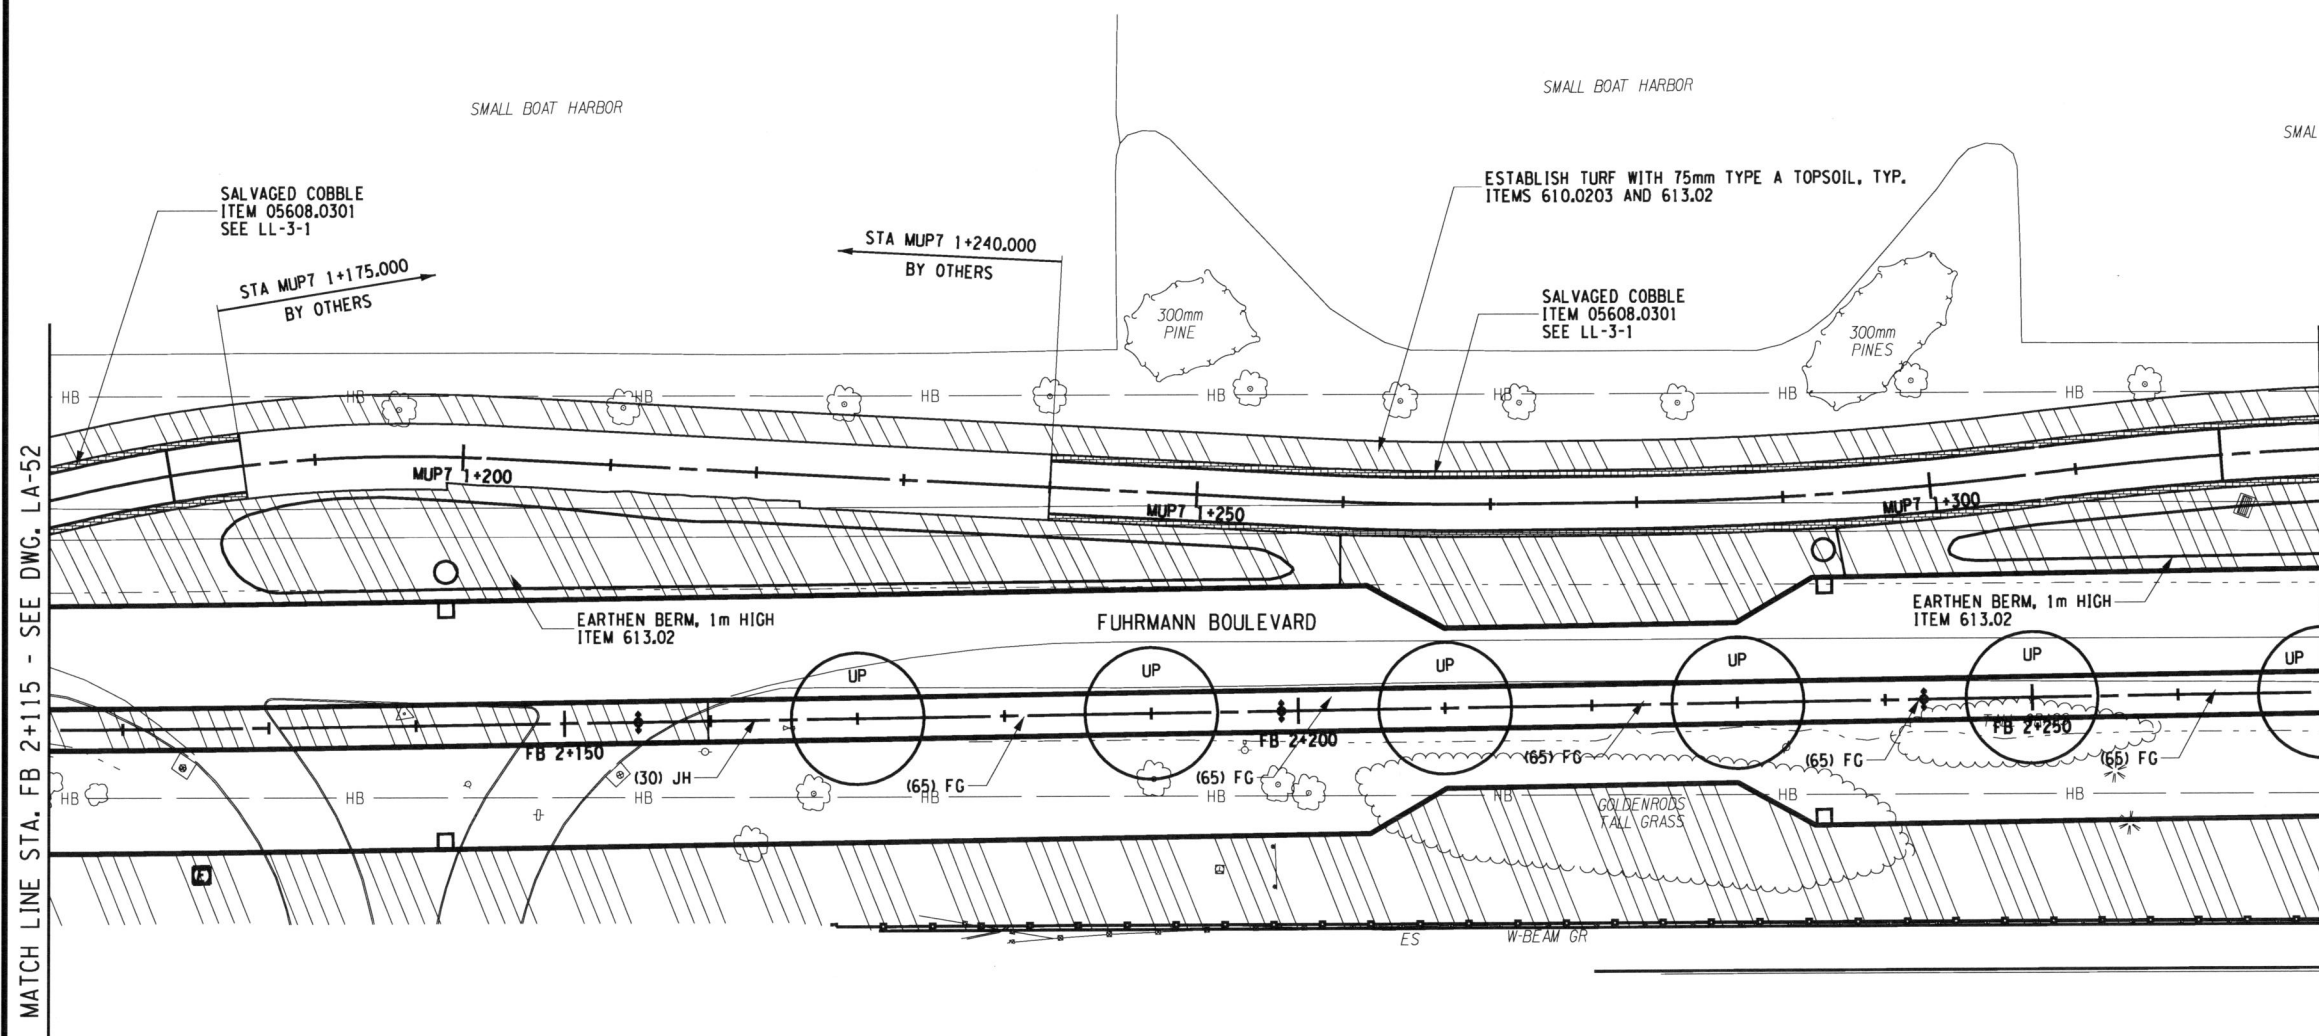 SMALL BOAT HARBOR
SMALL BOAT HARBOR
SMAL
SALVAGED COBBLE
ITEM 05608.0301
SEE LL-3-1
STA MUP7 1+175.000
BY OTHERS
STA MUP7 1+240.000
BY OTHERS
ESTABLISH TURF WITH 75mm TYPE A TOPSOIL, TYP.
ITEMS 610.0203 AND 613.02
SALVAGED COBBLE
ITEM 05608.0301
SEE LL-3-1
300mm
PINE
300mm
PINES
HB HB HB HB HB HB HB HB
MUP7 1+200
MUP7 1+250
MUP7 1+300
EARTHEN BERM, 1m HIGH
ITEM 613.02
FUHRMANN BOULEVARD
EARTHEN BERM, 1m HIGH
ITEM 613.02
UP UP UP UP UP UP
FB 2+150
FB 2+200
FB 2+250
(30) JH
(65) FG
(65) FG
(65) FG
(65) FG
(65) FG
HB HB HB HB HB HB HB HB
GOLDENRODS
TALL GRASS
E
ES
W-BEAM GR
MATCH LINE STA. FB 2+115 - SEE DWG. LA-52